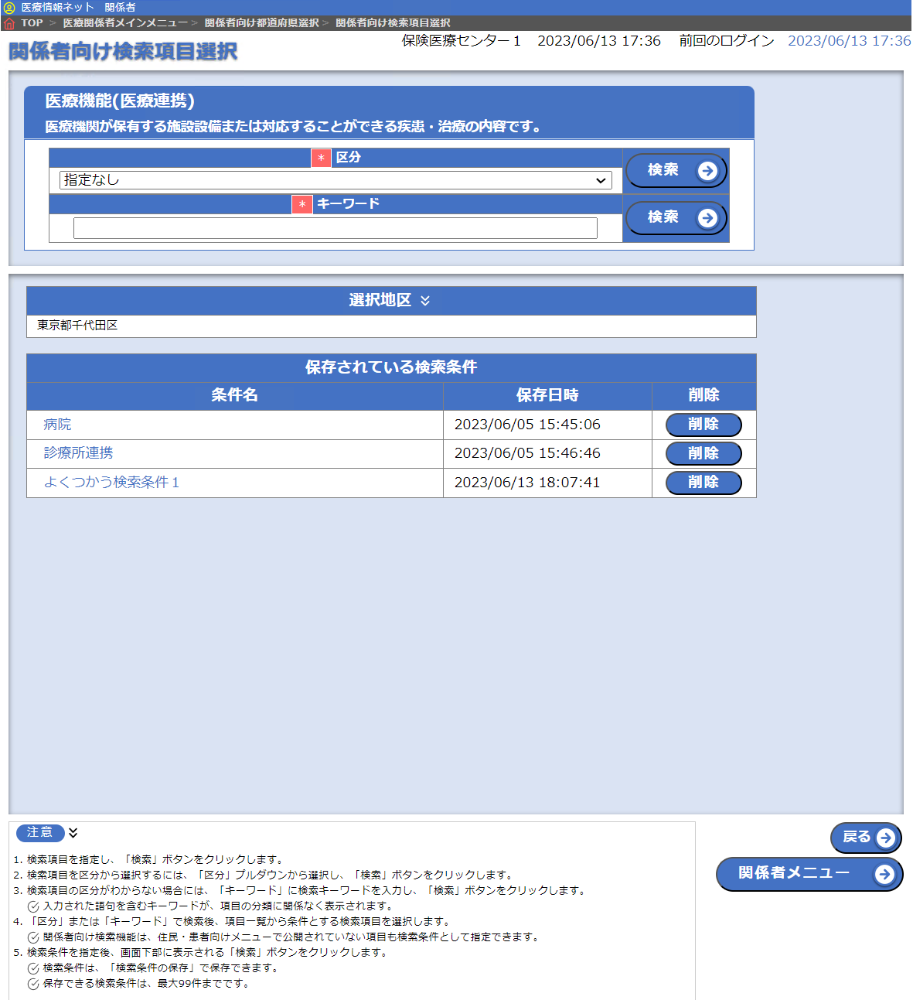 医療情報ネット 関係者
TOP > 医療関係者メインメニュー > 関係者向け都道府県選択 > 関係者向け検索項目選択
関係者向け検索項目選択
保険医療センター１ 2023/06/13 17:36 前回のログイン 2023/06/13 17:36
医療機能(医療連携)
医療機関が保有する施設設備または対応することができる疾患・治療の内容です。
* 区分
指定なし
検索
* キーワード
検索
選択地区
東京都千代田区
保存されている検索条件
条件名 保存日時 削除
病院 2023/06/05 15:45:06 削除
診療所連携 2023/06/05 15:46:46 削除
よくつかう検索条件１ 2023/06/13 18:07:41 削除
注意
1. 検索項目を指定し、「検索」ボタンをクリックします。
2. 検索項目を区分から選択するには、「区分」プルダウンから選択し、「検索」ボタンをクリックします。
3. 検索項目の区分がわからない場合には、「キーワード」に検索キーワードを入力し、「検索」ボタンをクリックします。
入力された語句を含むキーワードが、項目の分類に関係なく表示されます。
4. 「区分」または「キーワード」で検索後、項目一覧から条件とする検索項目を選択します。
関係者向け検索機能は、住民・患者向けメニューで公開されていない項目も検索条件として指定できます。
5. 検索条件を指定後、画面下部に表示される「検索」ボタンをクリックします。
検索条件は、「検索条件の保存」で保存できます。
保存できる検索条件は、最大99件までです。
戻る
関係者メニュー